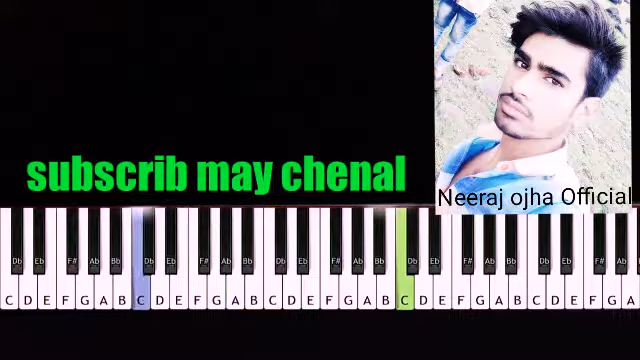 subscrib may chenal
Neeraj ojha Official
Db Eb F# Ab Bb Db Eb F# Ab Bb Db Eb F# Ab Bb Db Eb F# Ab Bb Db Eb F# Ab
C D E F G A B C D E F G A B C D E F G A B C D E F G A B C D E F G A